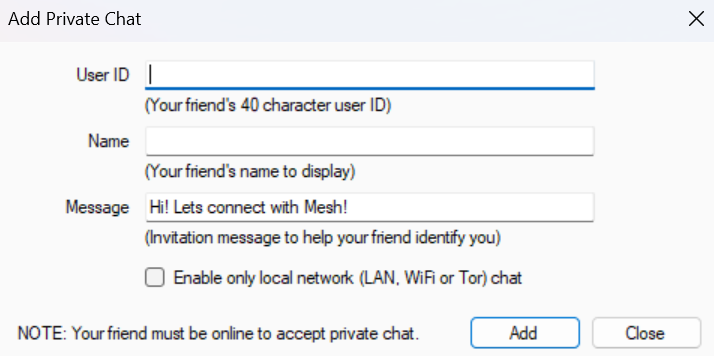 Add Private Chat
User ID
(Your friend's 40 character user ID)
Name
(Your friend's name to display)
Message Hi! Lets connect with Mesh!
(Invitation message to help your friend identify you)
Enable only local network (LAN, WiFi or Tor) chat
NOTE: Your friend must be online to accept private chat. Add Close